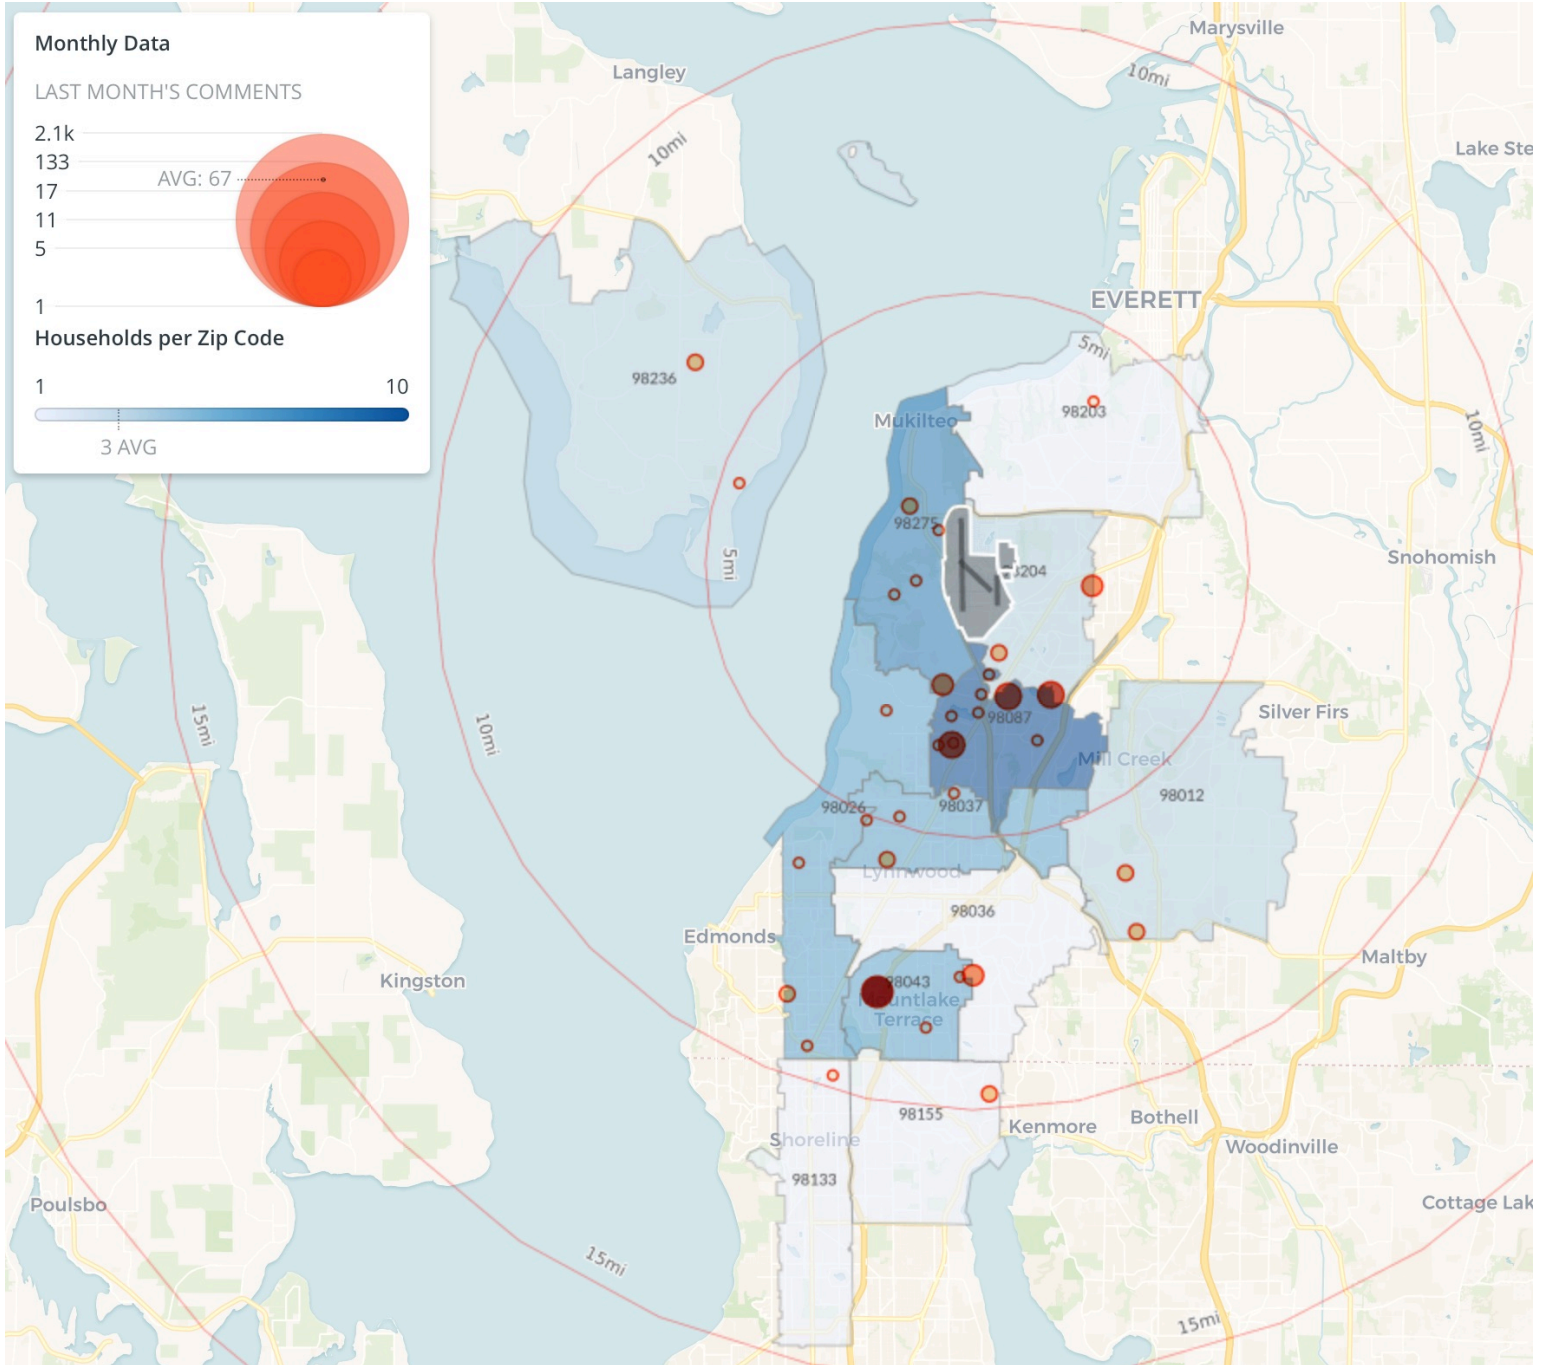 Monthly Data
LAST MONTH'S COMMENTS
2.1k
133
AVG: 67
17
11
5
1
Households per Zip Code
1 10
3 AVG
Marysville
Langley
10mi
10mi
Lake Ste
EVERETT
5mi
98236
98203
Mukilteo
10mi
98275
5mi
Snohomish
8204
15mi
10mi
98087
Silver Firs
Mill Creek
98026
98037
98012
Lynnwood
98036
Edmonds
Maltby
Kingston
98043
ountlake
Terrace
98155
Kenmore
Bothell
Shoreline
Woodinville
98133
Poulsbo
Cottage Lak
15mi
15mi